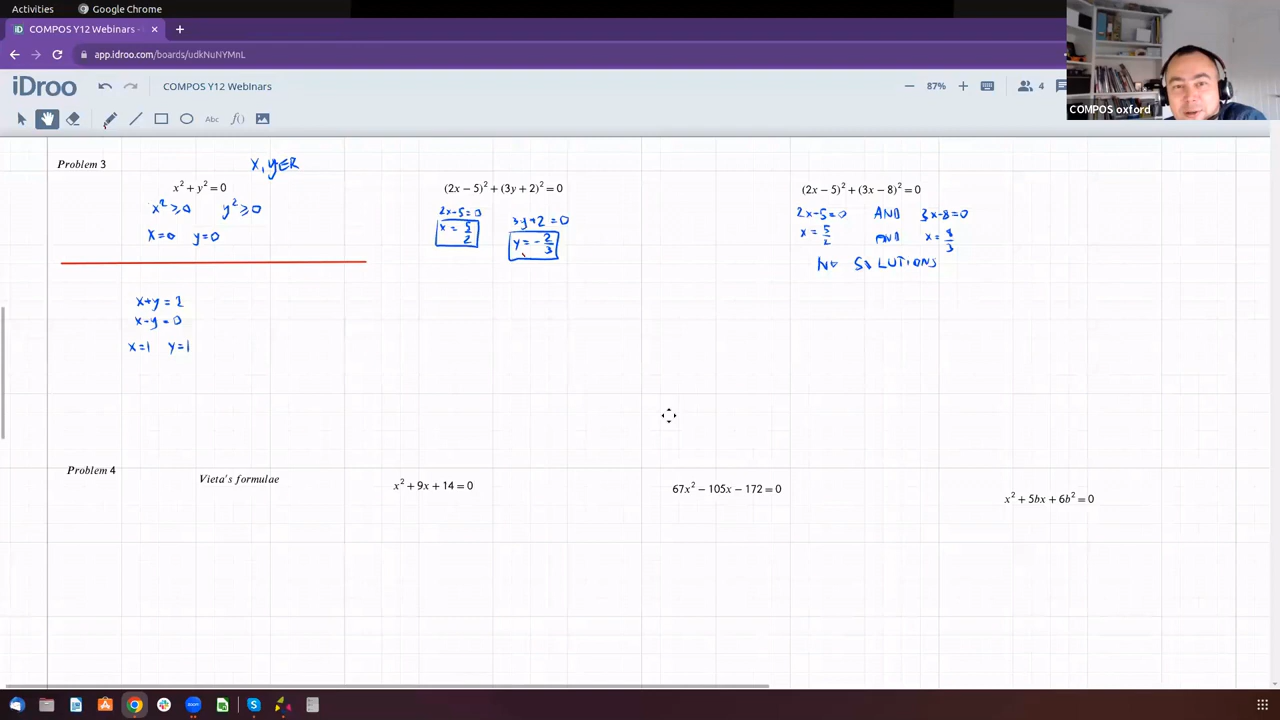 Activities
Google Chrome
COMPOS Y12 Webinars -
app.idroo.com/boards/udkNuNYMnL
iDroo
COMPOS Y12 Webinars
87%
4
COMPOS oxford
Abc
f()
Problem 3
x, y ∈ R
x² + y² = 0
x² ⩾ 0 y² ⩾ 0
x = 0 y = 0
x + y = 2
x - y = 0
x = 1 y = 1
(2x − 5)² + (3y + 2)² = 0
2x - 5 = 0 3y + 2 = 0
x = 5/2 y = - 2/3
(2x − 5)² + (3x − 8)² = 0
2x - 5 = 0 AND 3x - 8 = 0
x = 5/2 AND x = 8/3
NO SOLUTIONS
Problem 4
Vieta's formulae
x² + 9x + 14 = 0
67x² − 105x − 172 = 0
x² + 5bx + 6b² = 0